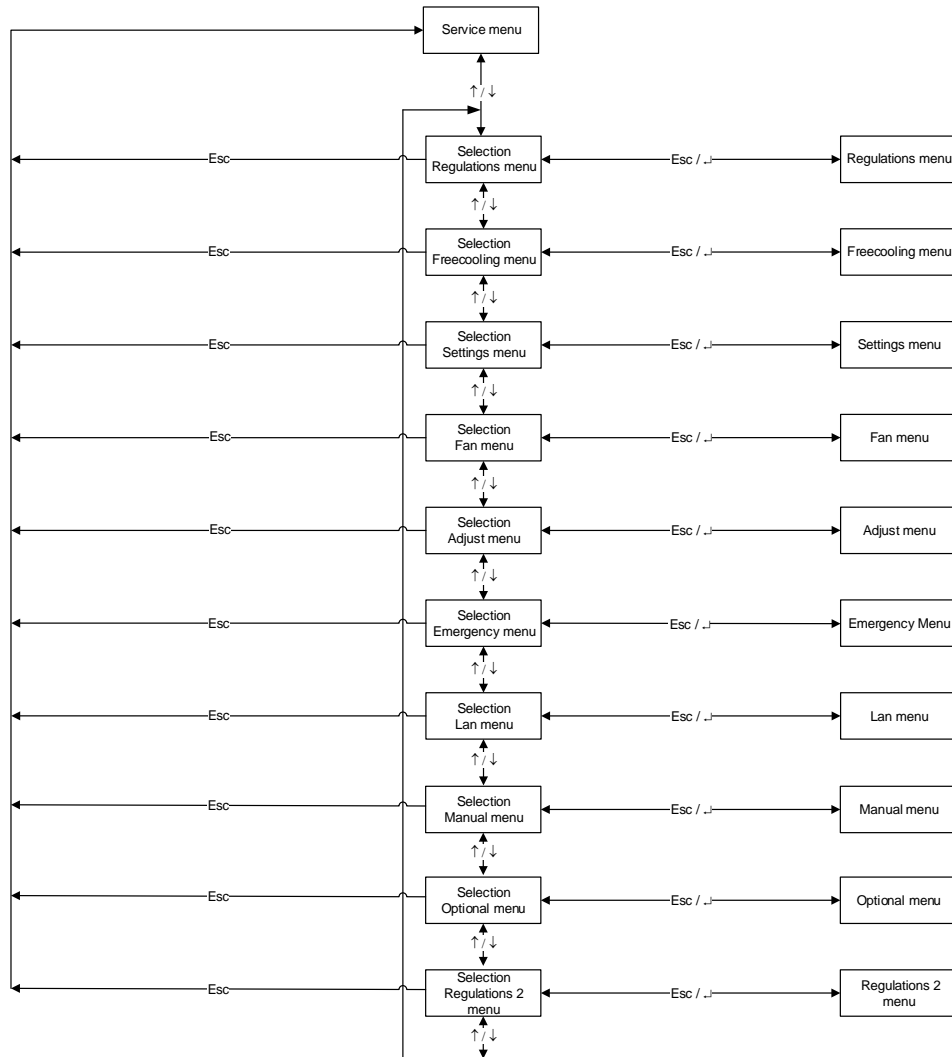 Service menu
↑ / ↓
Esc
Selection
Regulations menu
Esc / ↵
Regulations menu
↑ / ↓
Esc
Selection
Freecooling menu
Esc / ↵
Freecooling menu
↑ / ↓
Esc
Selection
Settings menu
Esc / ↵
Settings menu
↑ / ↓
Esc
Selection
Fan menu
Esc / ↵
Fan menu
↑ / ↓
Esc
Selection
Adjust menu
Esc / ↵
Adjust menu
↑ / ↓
Esc
Selection
Emergency menu
Esc / ↵
Emergency Menu
↑ / ↓
Esc
Selection
Lan menu
Esc / ↵
Lan menu
↑ / ↓
Esc
Selection
Manual menu
Esc / ↵
Manual menu
↑ / ↓
Esc
Selection
Optional menu
Esc / ↵
Optional menu
↑ / ↓
Esc
Selection
Regulations 2
menu
Esc / ↵
Regulations 2
menu
↑ / ↓